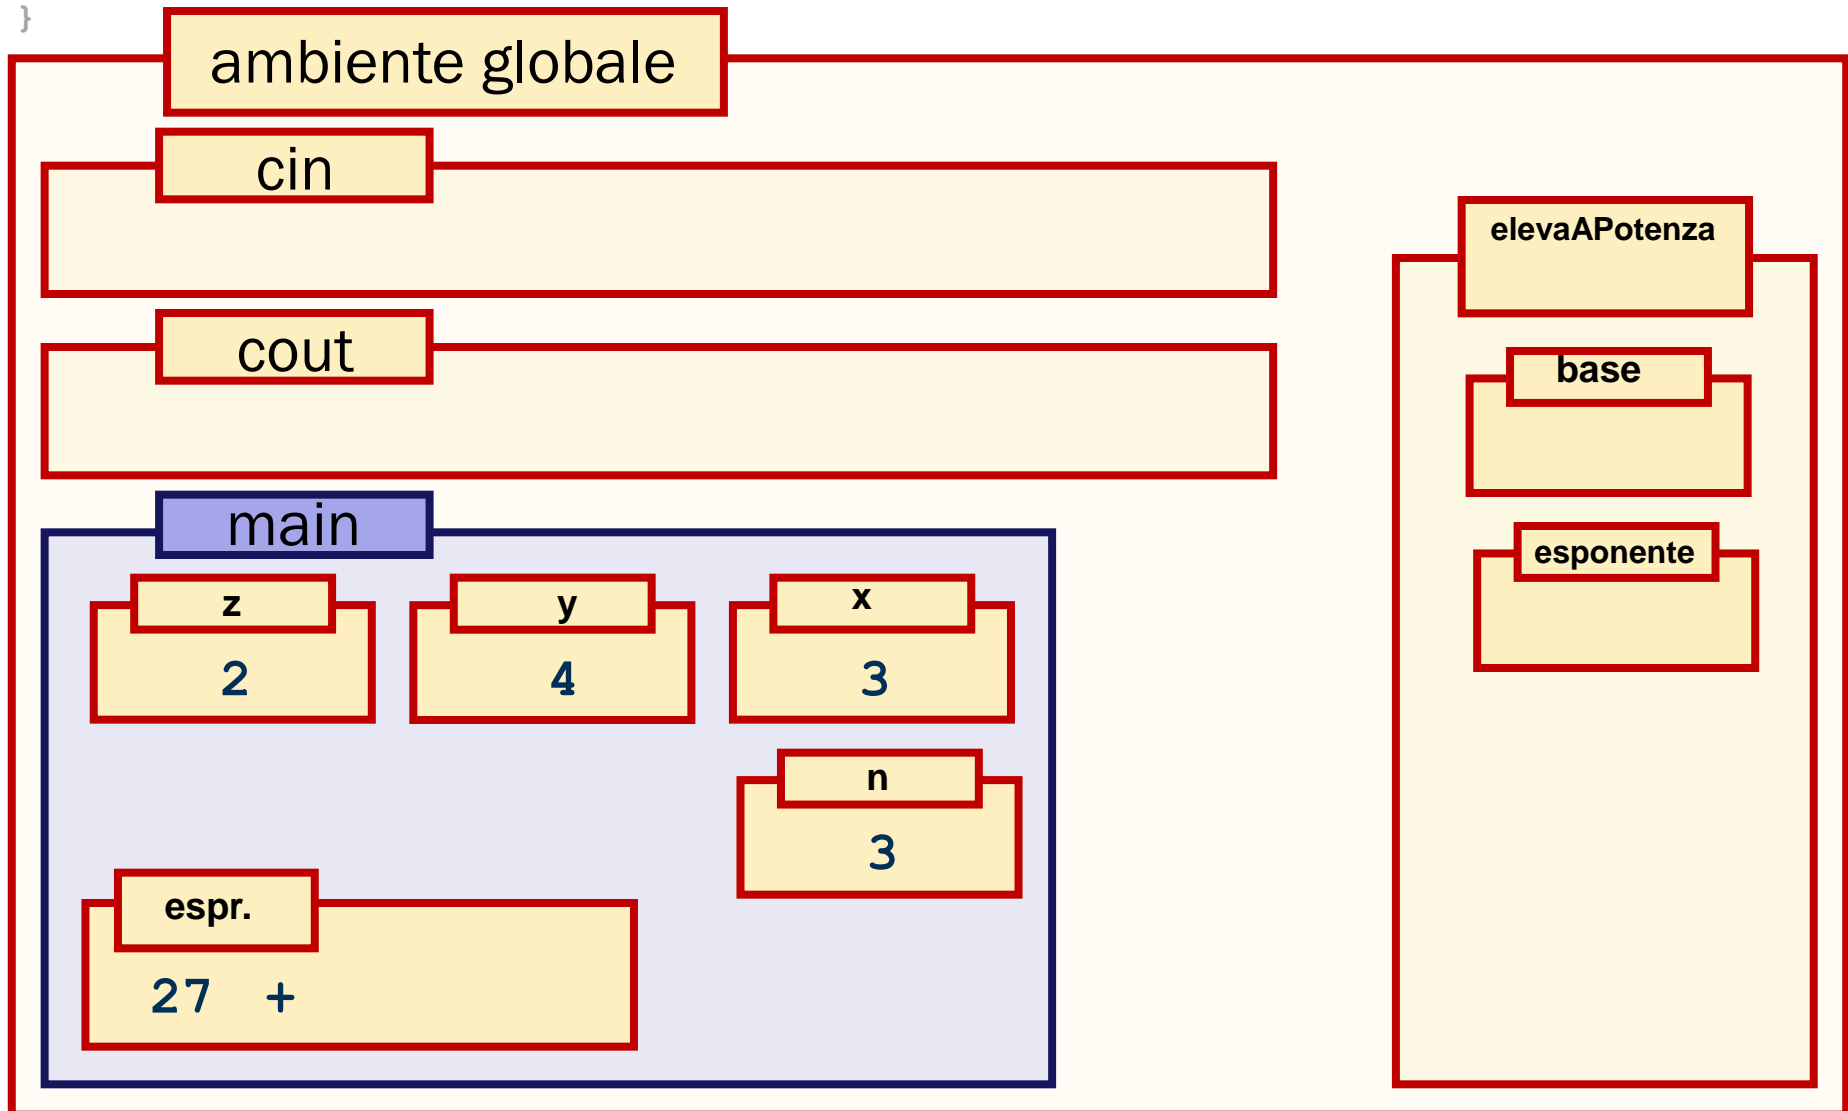 }
ambiente globale
cin
elevaAPotenza
cout
base
main
esponente
z
y
x
2
4
3
n
3
espr.
27 +